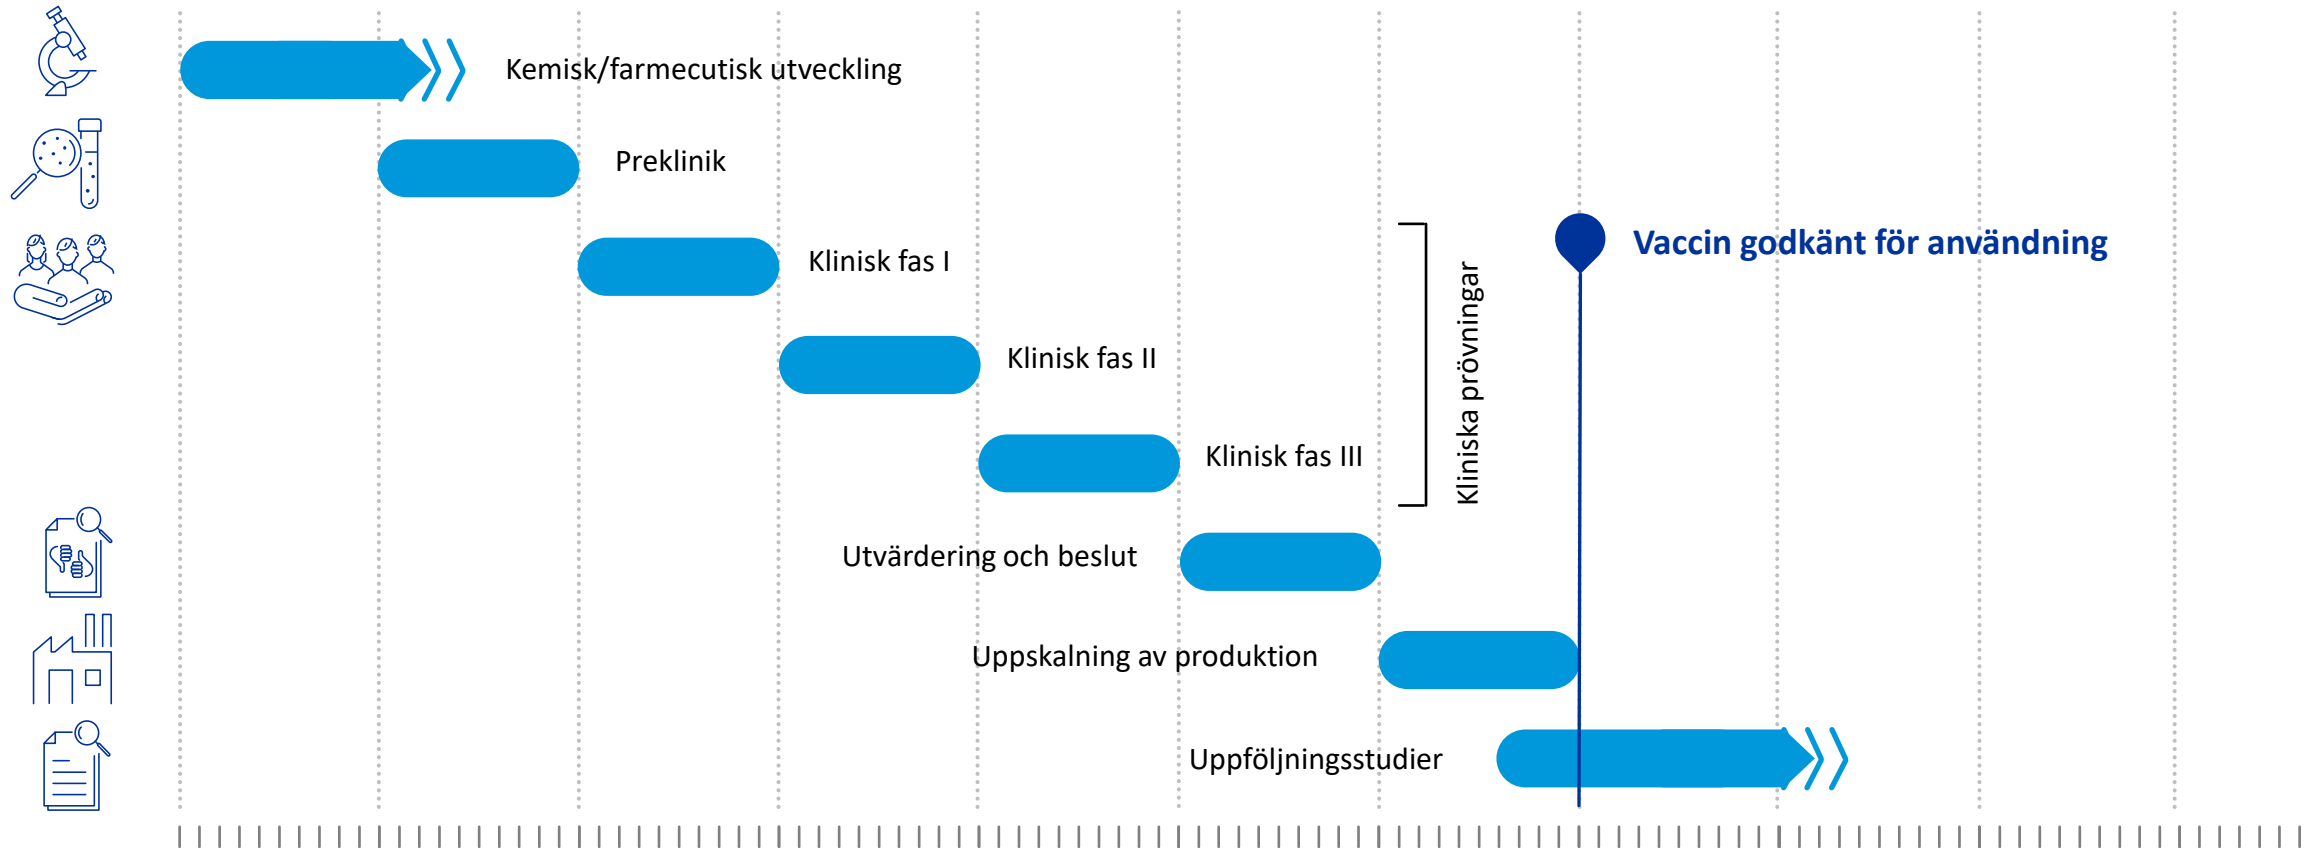 Kemisk/farmecutisk utveckling
Preklinik
Klinisk fas I
Klinisk fas II
Klinisk fas III
Kliniska prövningar
Vaccin godkänt för användning
Utvärdering och beslut
Uppskalning av produktion
Uppföljningsstudier